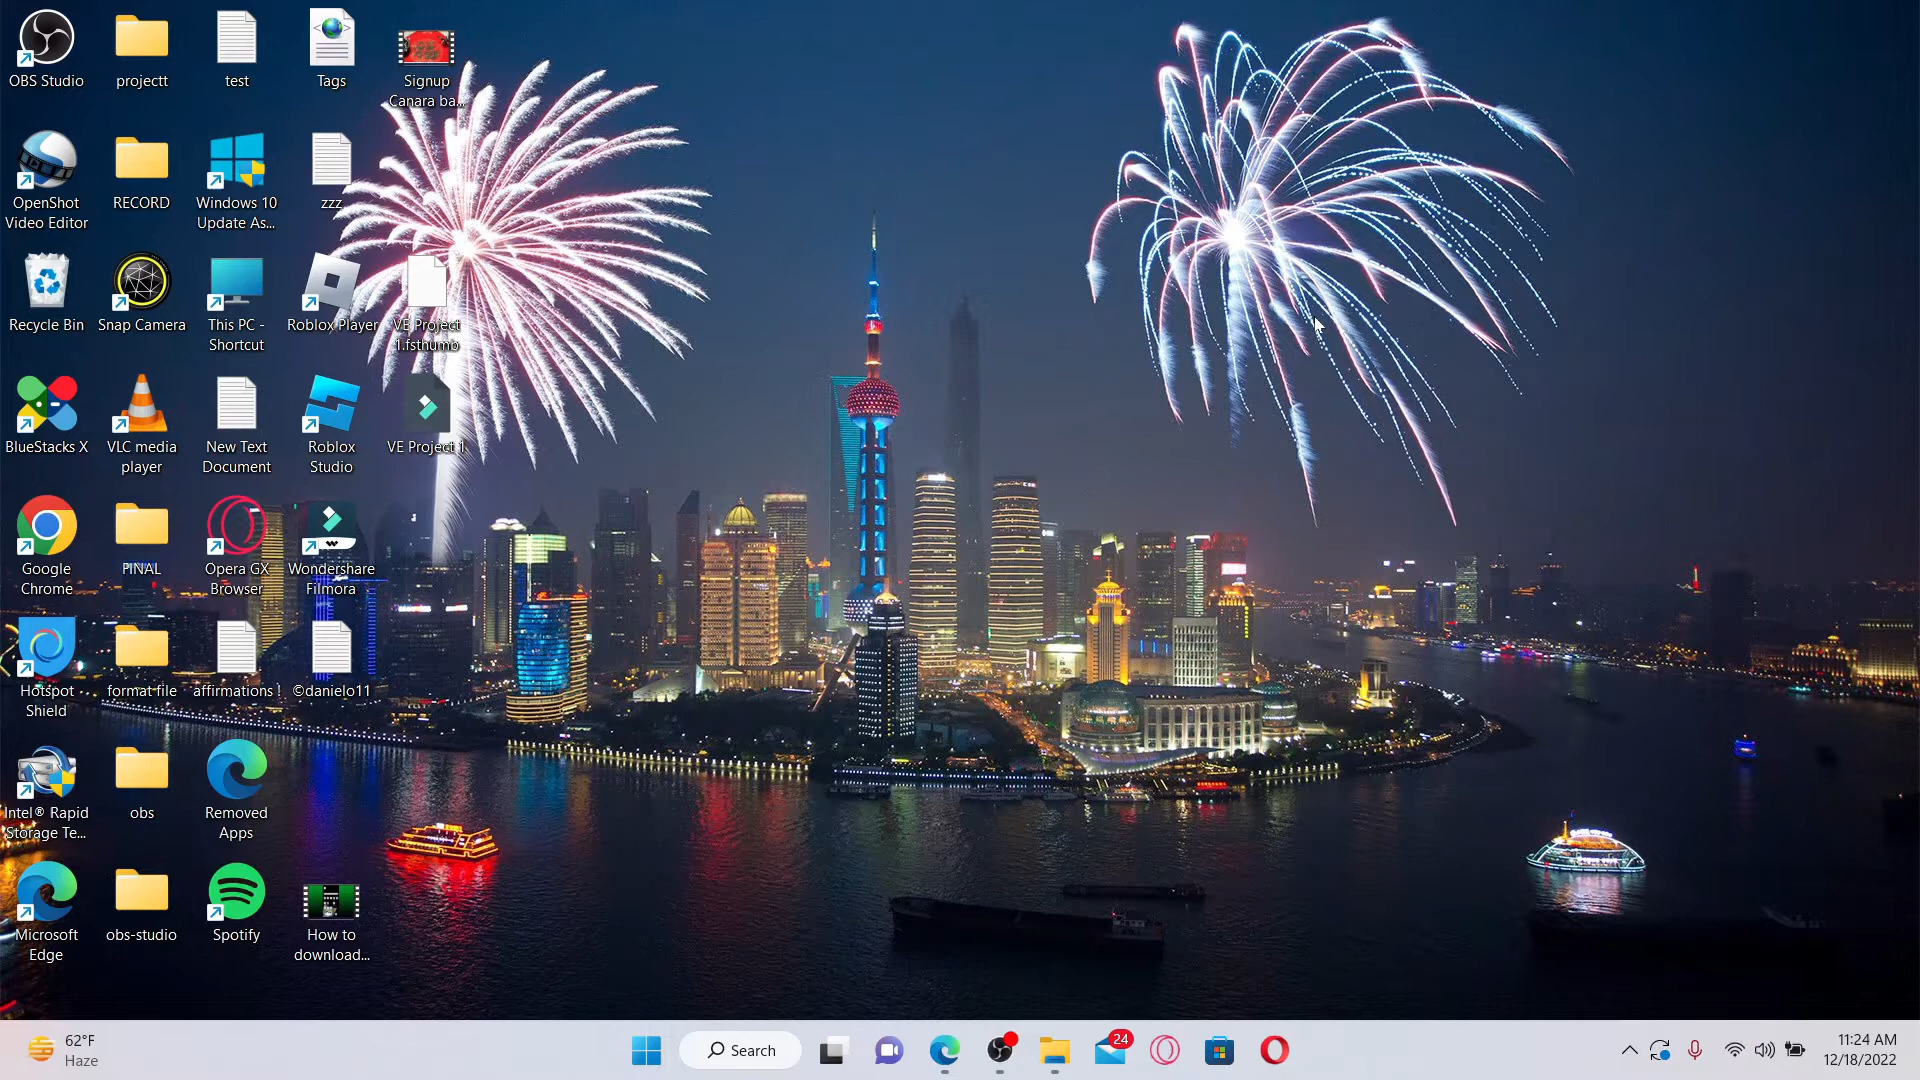 OBS Studio
projectt
test
Tags
Signup
Canara ba...
OpenShot
Video Editor
RECORD
Windows 10
Update As...
zzz
Recycle Bin
Snap Camera
This PC -
Shortcut
Roblox Player
VE Project
1.fsthumb
BlueStacks X
VLC media
player
New Text
Document
Roblox
Studio
VE Project 1
Google
Chrome
PINAL
Opera GX
Browser
Wondershare
Filmora
Hotspot
Shield
format file
affirmations !
©danielo11
Intel® Rapid
Storage Te...
obs
Removed
Apps
Microsoft
Edge
obs-studio
Spotify
How to
download...
62°F
Haze
Search
24
11:24 AM
12/18/2022